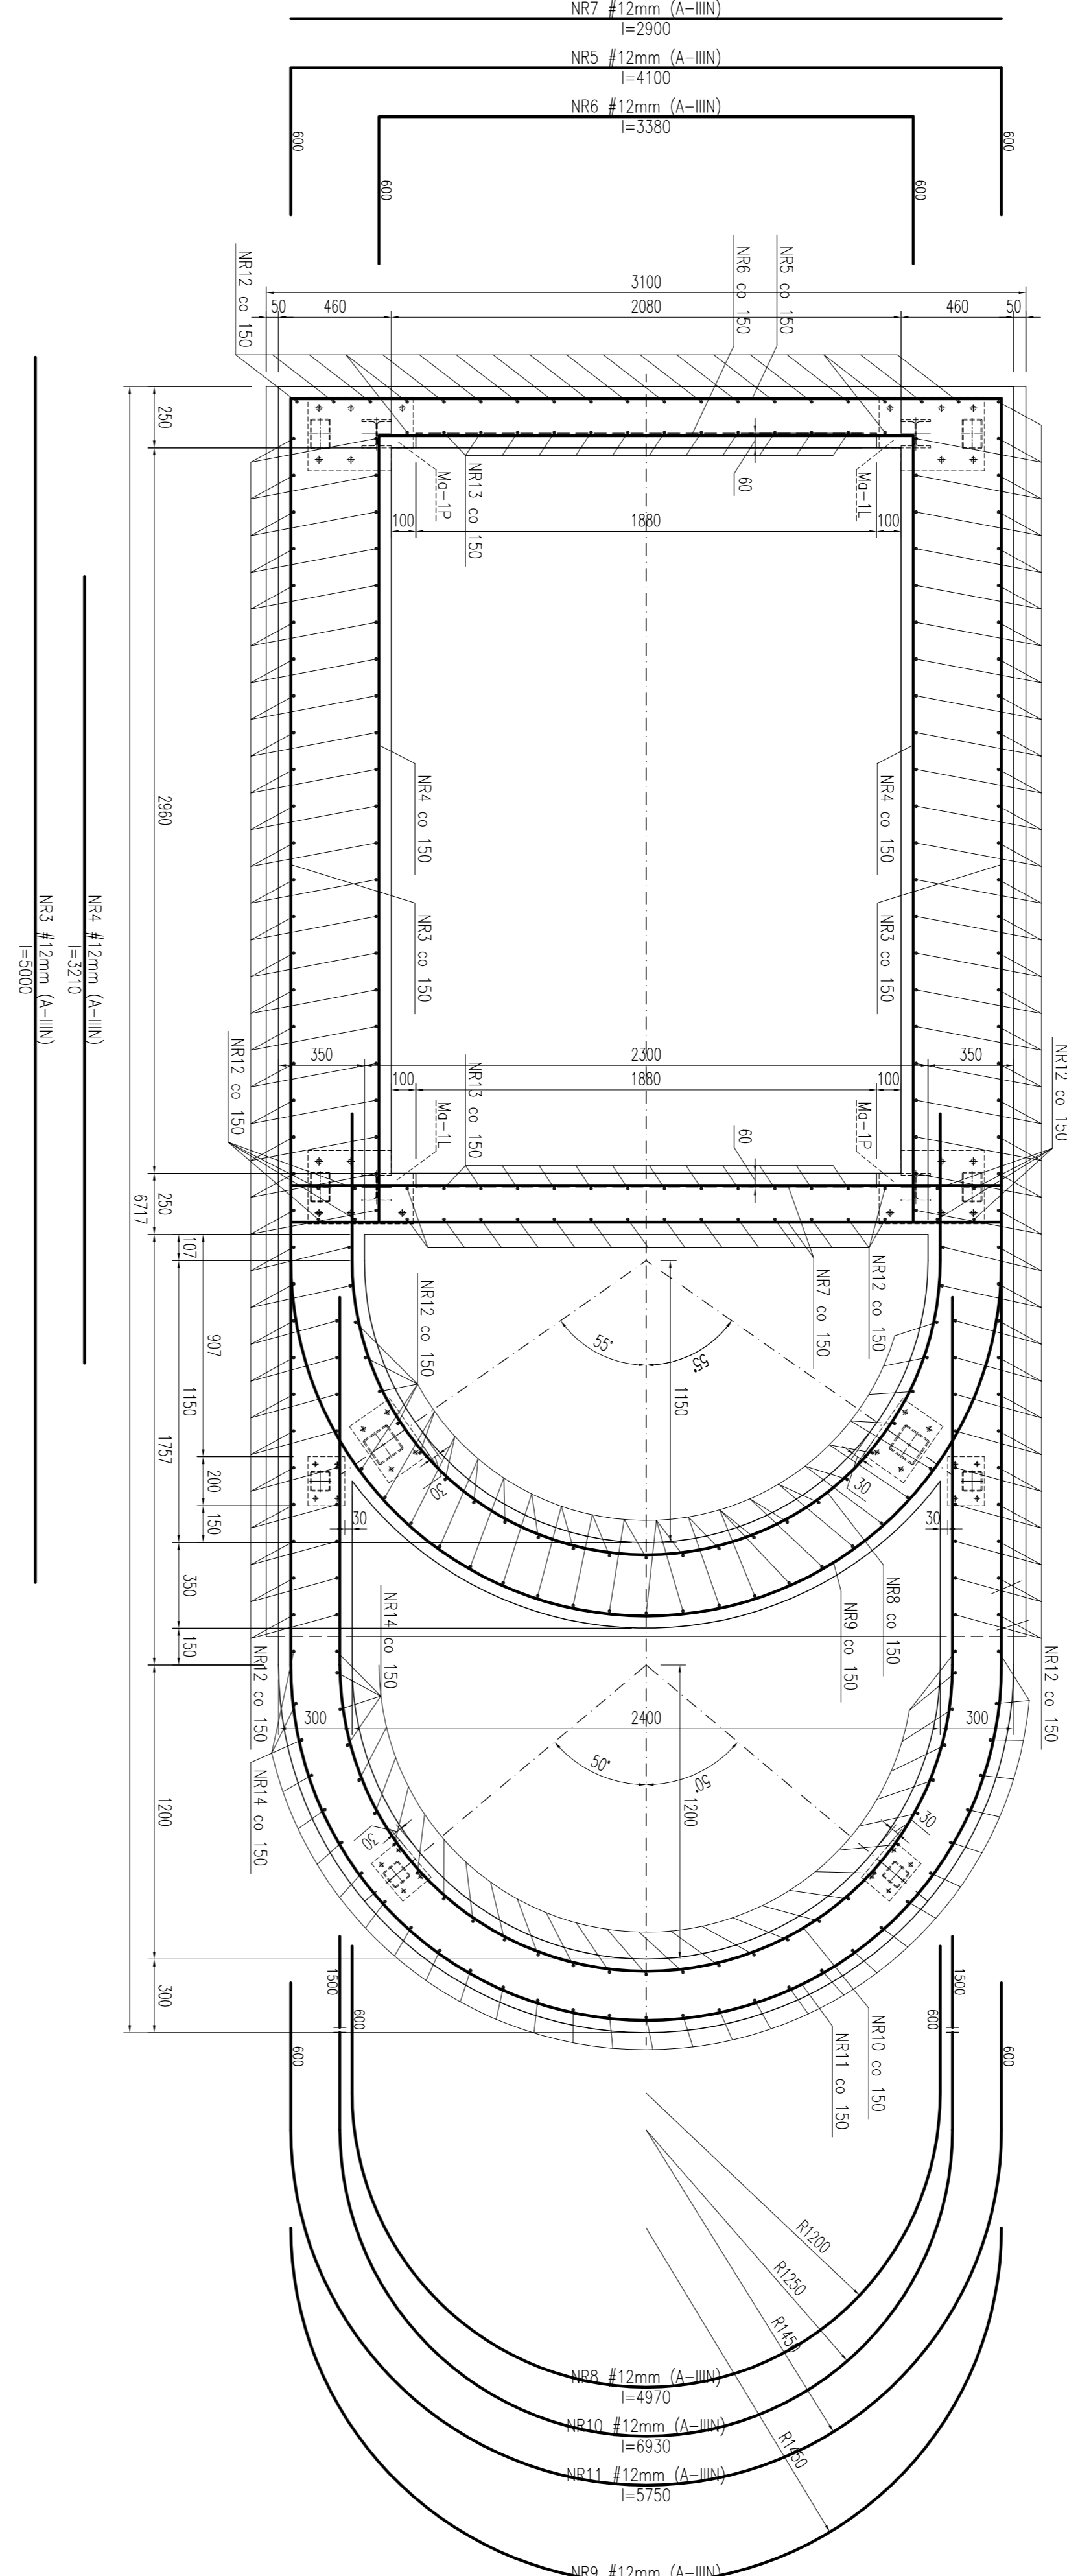 NR7 #12mm (A-IIIN)
l=2900
NR5 #12mm (A-IIIN)
l=4100
NR6 #12mm (A-IIIN)
l=3380
600
600
600
600
NR12 co 150
NR6 co 150
NR5 co 150
3100
50
460
2080
460
50
250
NR13 co 150
Ma-1P
Ma-1L
60
100
1880
100
2960
NR4 co 150
NR4 co 150
NR3 co 150
NR3 co 150
NR4 #12mm (A-IIIN)
l=3210
NR3 #12mm (A-IIIN)
l=5000
NR12 co 150
350
2300
350
NR12 co 150
100
1880
100
NR13 co 150
Ma-1L
Ma-1P
60
250
6717
107
NR12 co 150
NR7 co 150
NR12 co 150
907
1150
1757
55°
55°
1150
200
150
30
30
30
30
350
150
NR8 co 150
NR9 co 150
NR14 co 150
NR12 co 150
NR12 co 150
300
2400
300
NR14 co 150
1200
50°
50°
1200
30
30
300
NR10 co 150
NR11 co 150
1500
1500
600
600
600
600
R1200
R1250
R1450
R1450
NR8 #12mm (A-IIIN)
l=4970
NR10 #12mm (A-IIIN)
l=6930
NR11 #12mm (A-IIIN)
l=5750
NR9 #12mm (A-IIIN)